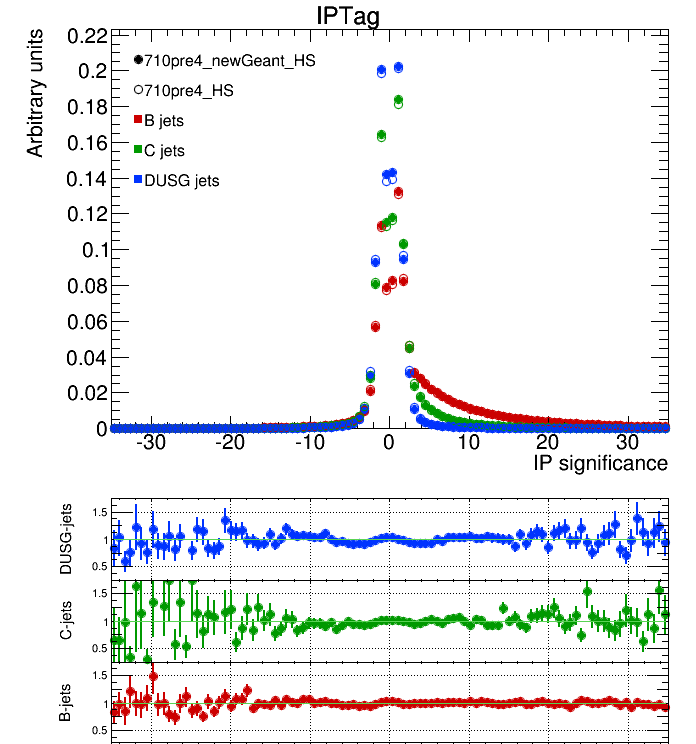 IPTag
Arbitrary units
0.22
0.2
0.18
0.16
0.14
0.12
0.1
0.08
0.06
0.04
0.02
0
710pre4_newGeant_HS
710pre4_HS
B jets
C jets
DUSG jets
-30 -20 -10 0 10 20 30
IP significance
DUSG-jets
1.5
1
0.5
C-jets
1.5
1
0.5
B-jets
1.5
1
0.5